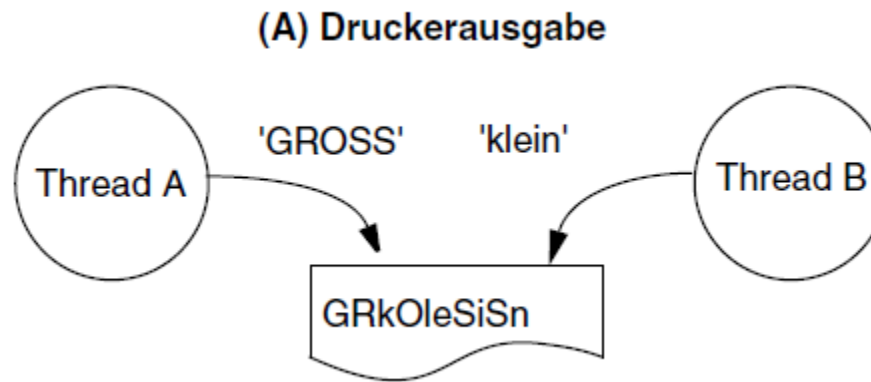 (A) Druckerausgabe
'GROSS' 'klein'
Thread A
Thread B
GRkOleSiSn